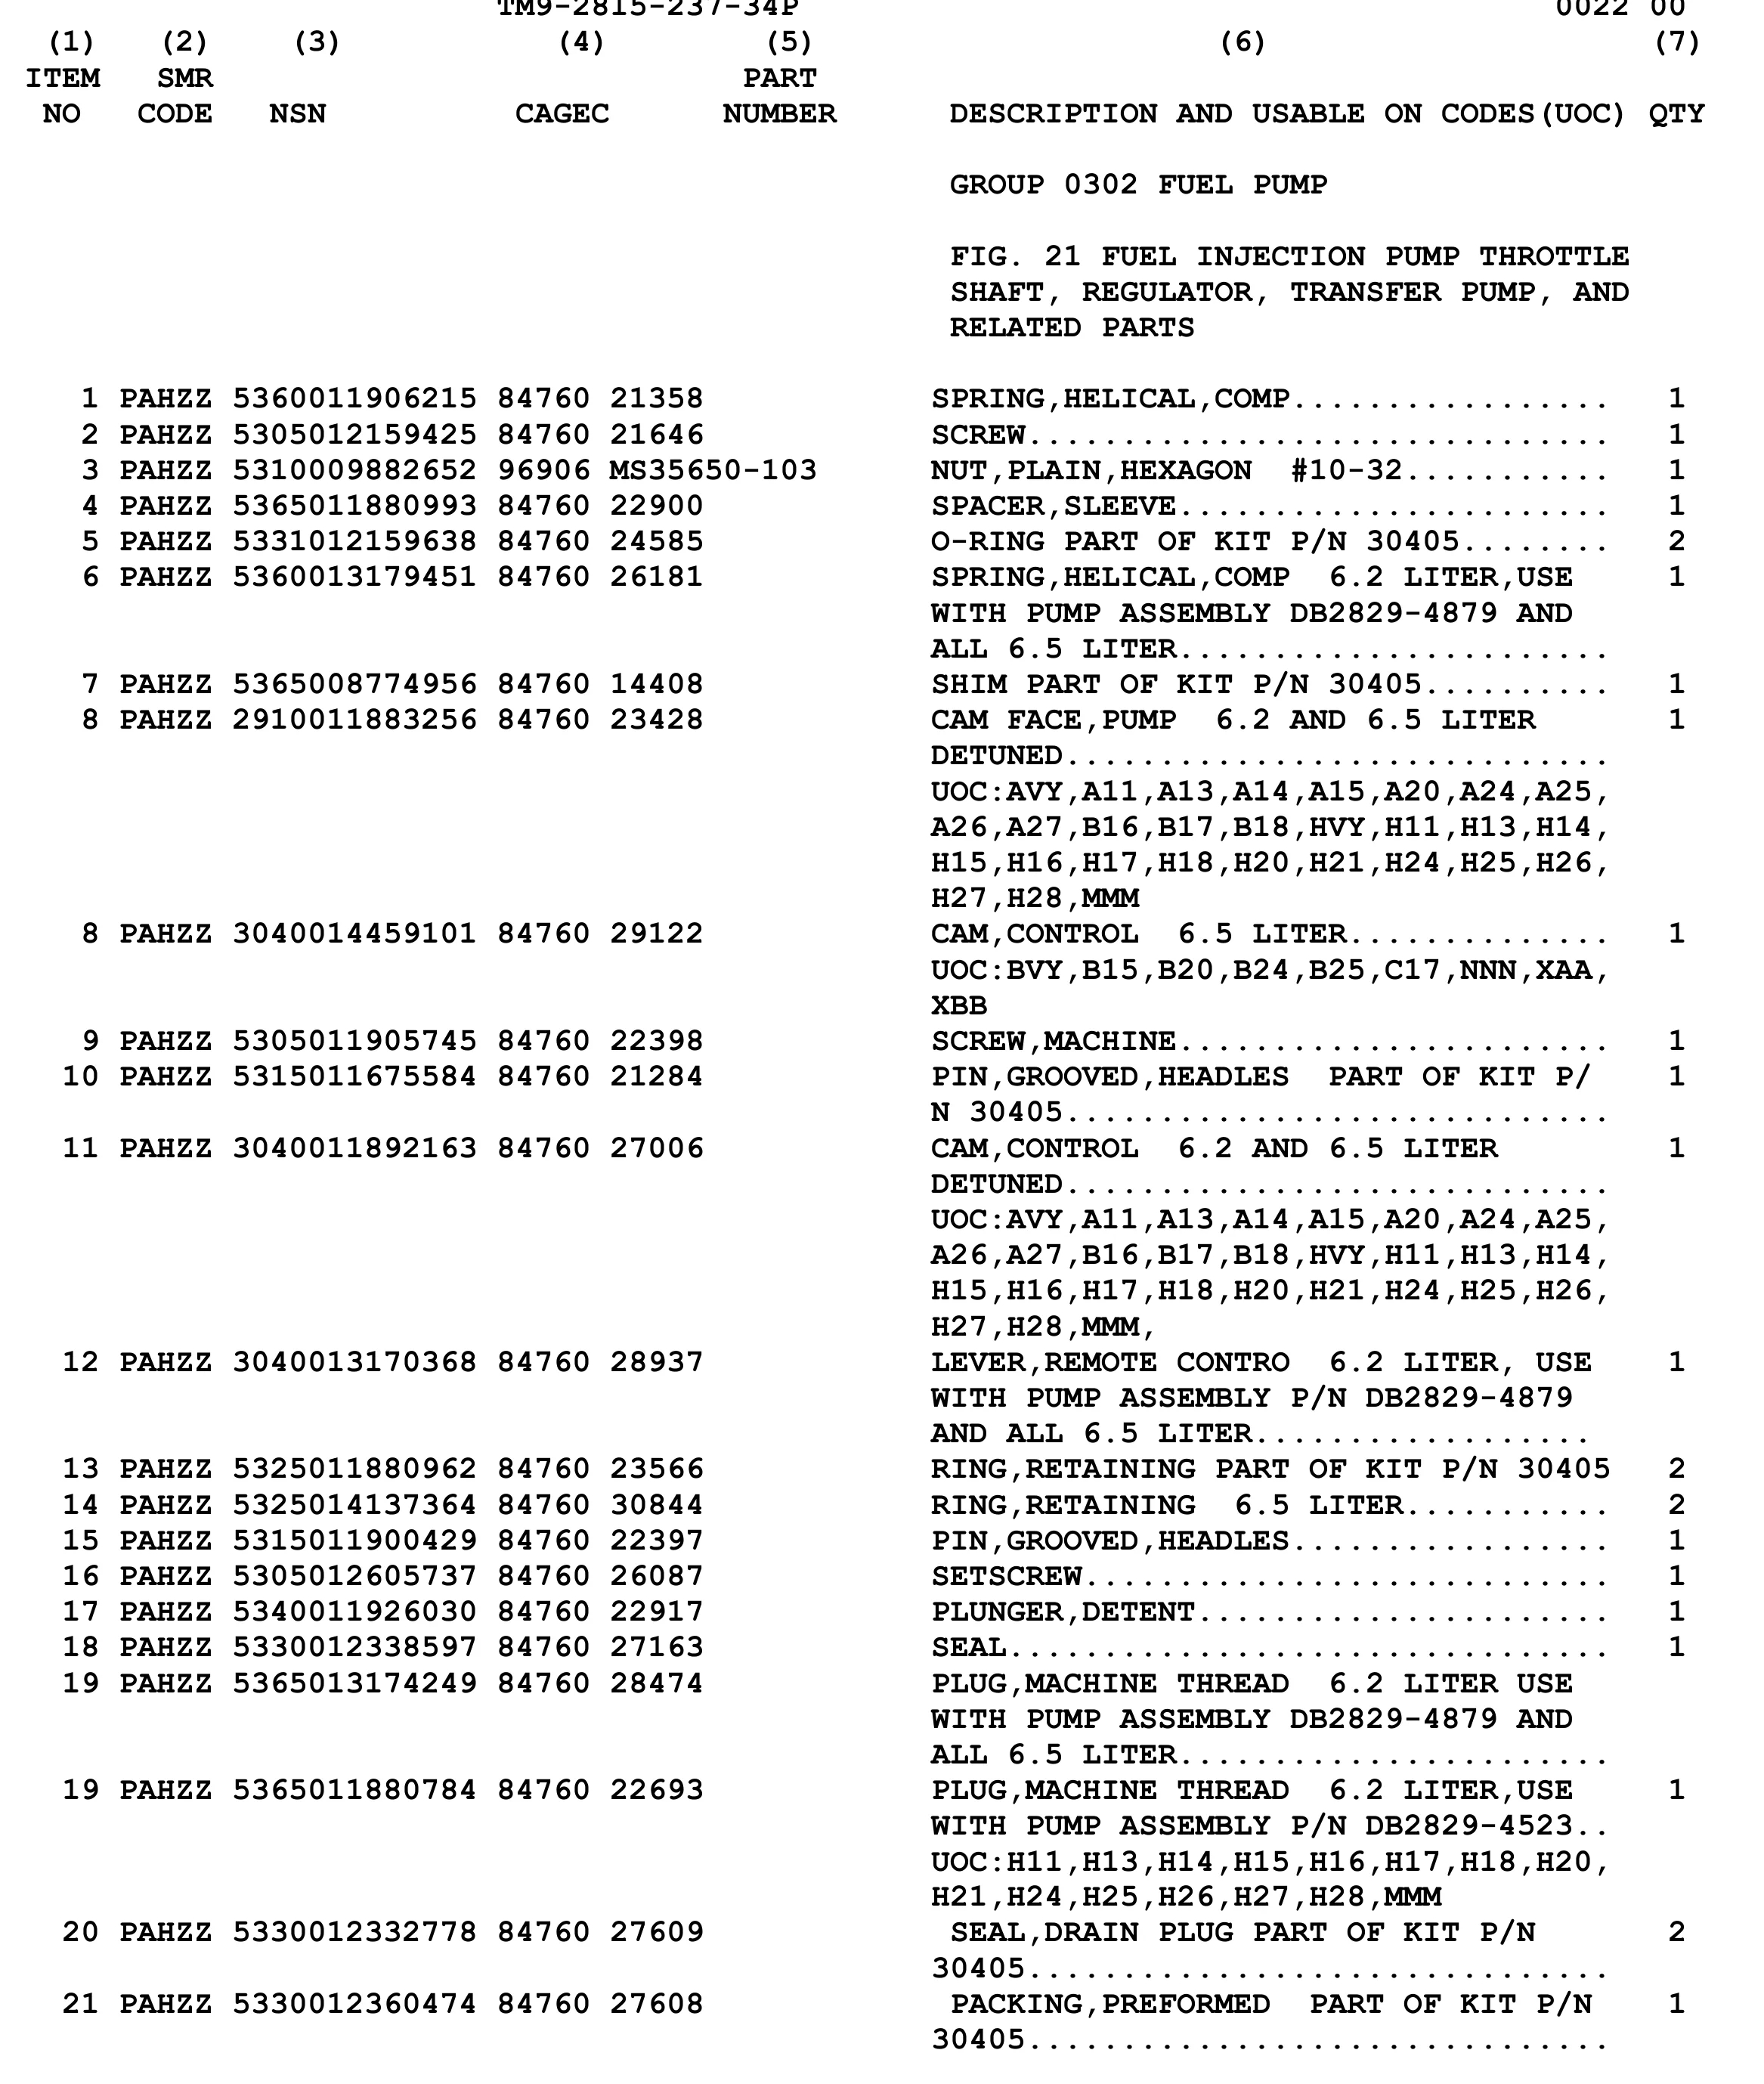 TM9-2815-237-34P 0022 00
(1) (2) (3) (4) (5) (6) (7)
ITEM SMR PART
NO CODE NSN CAGEC NUMBER DESCRIPTION AND USABLE ON CODES(UOC) QTY
GROUP 0302 FUEL PUMP
FIG. 21 FUEL INJECTION PUMP THROTTLE
SHAFT, REGULATOR, TRANSFER PUMP, AND
RELATED PARTS
1 PAHZZ 5360011906215 84760 21358 SPRING,HELICAL,COMP................. 1
2 PAHZZ 5305012159425 84760 21646 SCREW............................... 1
3 PAHZZ 5310009882652 96906 MS35650-103 NUT,PLAIN,HEXAGON #10-32........... 1
4 PAHZZ 5365011880993 84760 22900 SPACER,SLEEVE....................... 1
5 PAHZZ 5331012159638 84760 24585 O-RING PART OF KIT P/N 30405........ 2
6 PAHZZ 5360013179451 84760 26181 SPRING,HELICAL,COMP 6.2 LITER,USE 1
WITH PUMP ASSEMBLY DB2829-4879 AND
ALL 6.5 LITER.......................
7 PAHZZ 5365008774956 84760 14408 SHIM PART OF KIT P/N 30405.......... 1
8 PAHZZ 2910011883256 84760 23428 CAM FACE,PUMP 6.2 AND 6.5 LITER 1
DETUNED.............................
UOC:AVY,A11,A13,A14,A15,A20,A24,A25,
A26,A27,B16,B17,B18,HVY,H11,H13,H14,
H15,H16,H17,H18,H20,H21,H24,H25,H26,
H27,H28,MMM
8 PAHZZ 3040014459101 84760 29122 CAM,CONTROL 6.5 LITER.............. 1
UOC:BVY,B15,B20,B24,B25,C17,NNN,XAA,
XBB
9 PAHZZ 5305011905745 84760 22398 SCREW,MACHINE....................... 1
10 PAHZZ 5315011675584 84760 21284 PIN,GROOVED,HEADLES PART OF KIT P/ 1
N 30405.............................
11 PAHZZ 3040011892163 84760 27006 CAM,CONTROL 6.2 AND 6.5 LITER 1
DETUNED.............................
UOC:AVY,A11,A13,A14,A15,A20,A24,A25,
A26,A27,B16,B17,B18,HVY,H11,H13,H14,
H15,H16,H17,H18,H20,H21,H24,H25,H26,
H27,H28,MMM,
12 PAHZZ 3040013170368 84760 28937 LEVER,REMOTE CONTRO 6.2 LITER, USE 1
WITH PUMP ASSEMBLY P/N DB2829-4879
AND ALL 6.5 LITER..................
13 PAHZZ 5325011880962 84760 23566 RING,RETAINING PART OF KIT P/N 30405 2
14 PAHZZ 5325014137364 84760 30844 RING,RETAINING 6.5 LITER........... 2
15 PAHZZ 5315011900429 84760 22397 PIN,GROOVED,HEADLES................. 1
16 PAHZZ 5305012605737 84760 26087 SETSCREW............................ 1
17 PAHZZ 5340011926030 84760 22917 PLUNGER,DETENT...................... 1
18 PAHZZ 5330012338597 84760 27163 SEAL................................ 1
19 PAHZZ 5365013174249 84760 28474 PLUG,MACHINE THREAD 6.2 LITER USE
WITH PUMP ASSEMBLY DB2829-4879 AND
ALL 6.5 LITER.......................
19 PAHZZ 5365011880784 84760 22693 PLUG,MACHINE THREAD 6.2 LITER,USE 1
WITH PUMP ASSEMBLY P/N DB2829-4523..
UOC:H11,H13,H14,H15,H16,H17,H18,H20,
H21,H24,H25,H26,H27,H28,MMM
20 PAHZZ 5330012332778 84760 27609 SEAL,DRAIN PLUG PART OF KIT P/N 2
30405...............................
21 PAHZZ 5330012360474 84760 27608 PACKING,PREFORMED PART OF KIT P/N 1
30405...............................